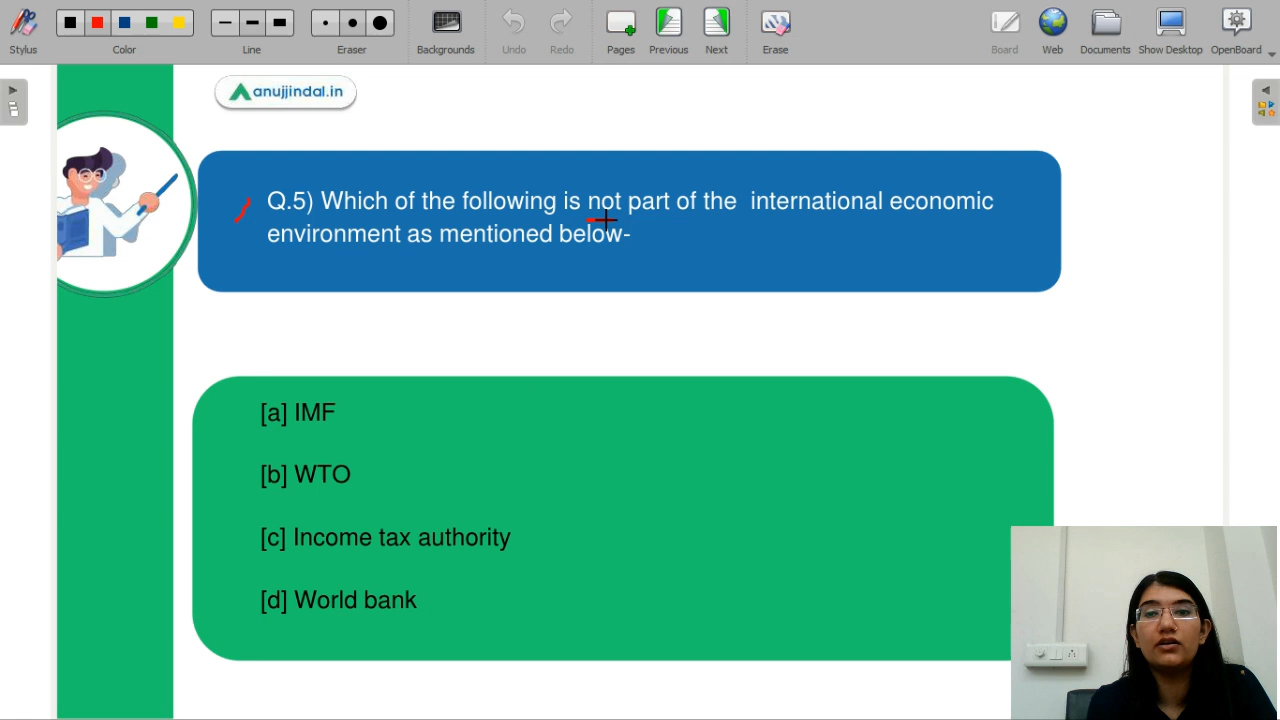 Stylus
Color
Line
Eraser
Backgrounds
Undo
Redo
Pages
Previous
Next
Erase
Board
Web
Documents
Show Desktop
OpenBoard
anujjindal.in
Q.5) Which of the following is not part of the international economic
environment as mentioned below-
[a] IMF
[b] WTO
[c] Income tax authority
[d] World bank